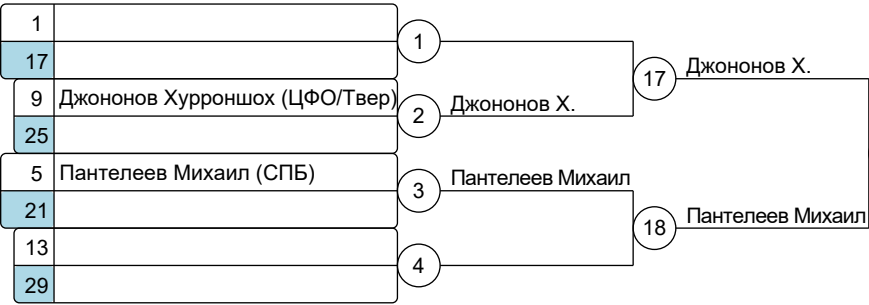 1
17
9 Джононов Хурроншох (ЦФО/Твер)
25
5 Пантелеев Михаил (СПБ)
21
13
29
1
2
3
4
Джононов Х.
Пантелеев Михаил
17
18
Джононов Х.
Пантелеев Михаил